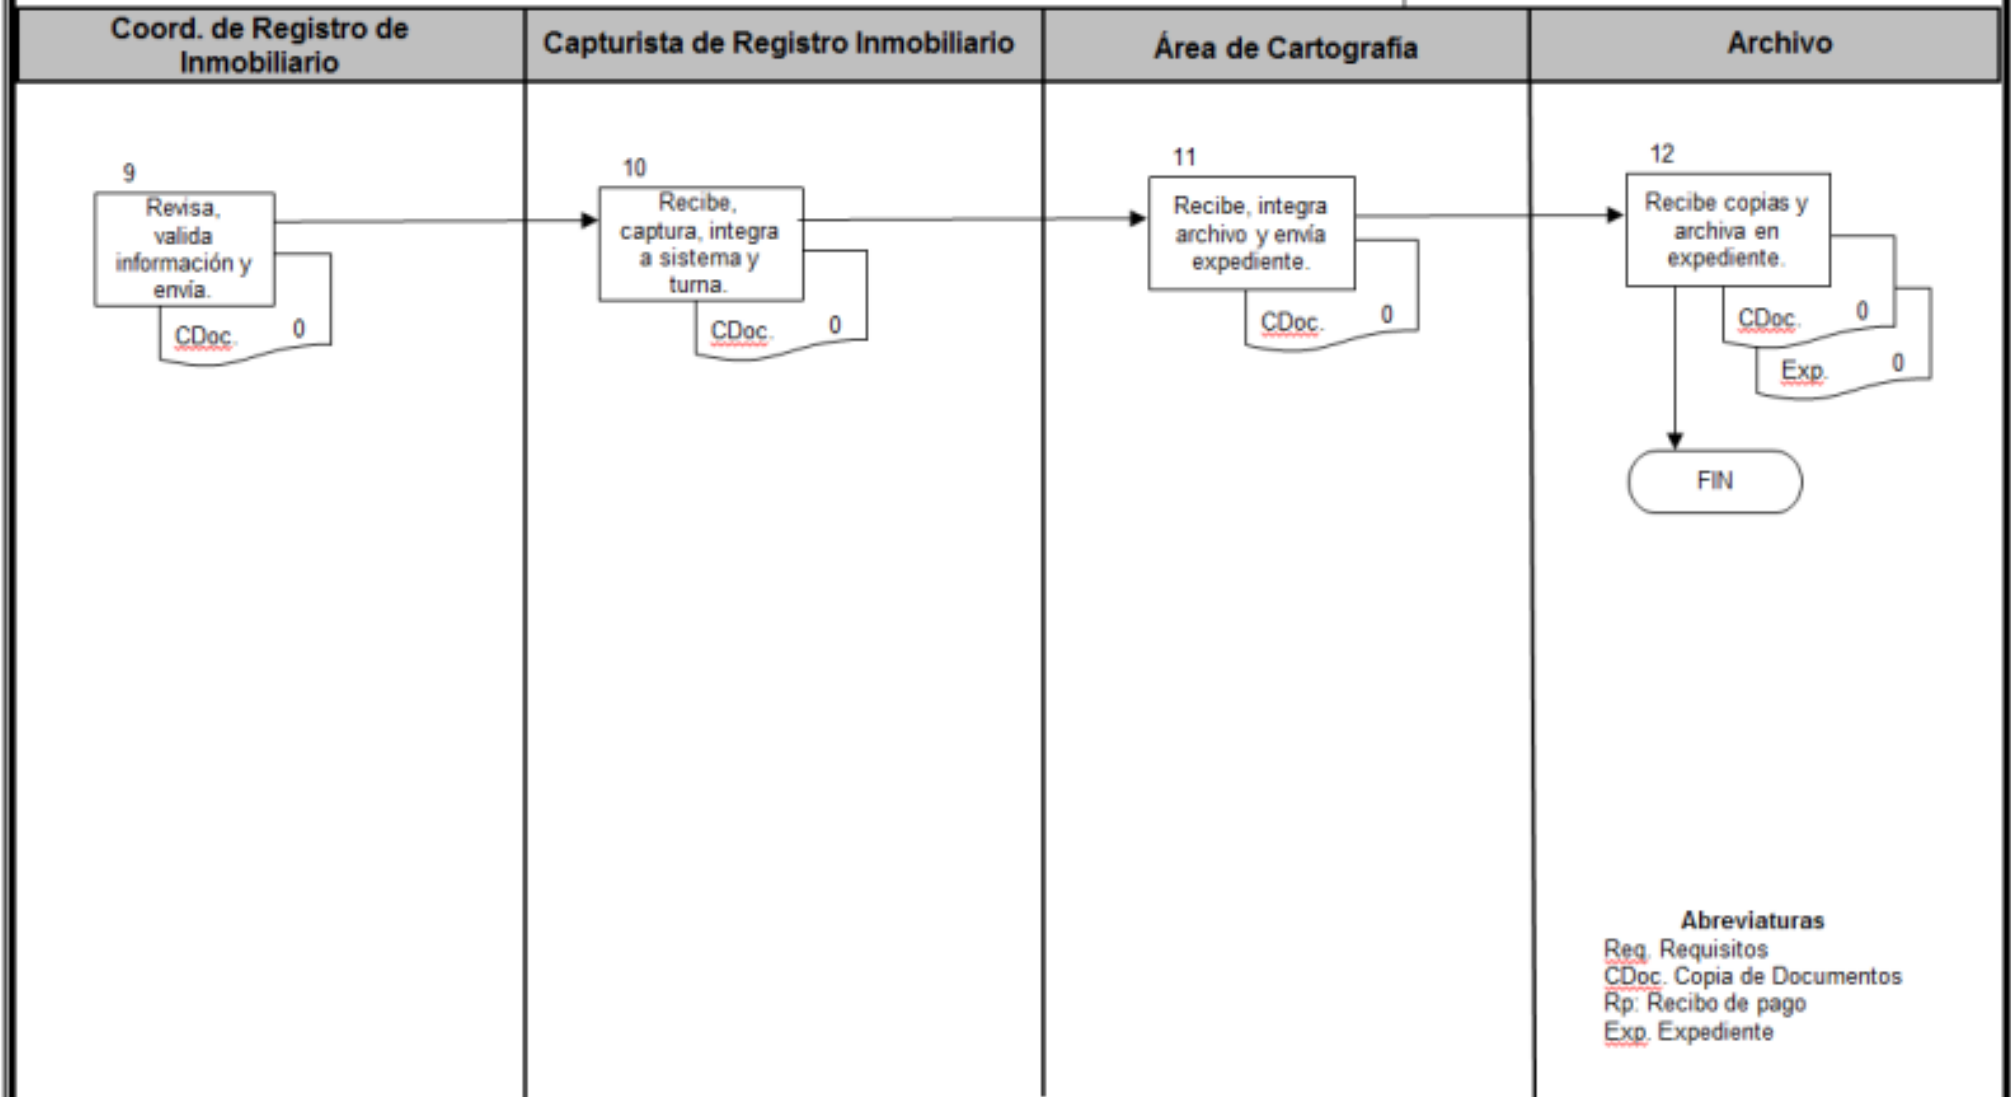 Coord. de Registro de
Inmobiliario
Capturista de Registro Inmobiliario
Área de Cartografía
Archivo
9
Revisa,
valida
información y
envía.
CDoc. 0
10
Recibe,
captura, integra
a sistema y
turna.
CDoc. 0
11
Recibe, integra
archivo y envía
expediente.
CDoc. 0
12
Recibe copias y
archiva en
expediente.
CDoc. 0
Exp. 0
FIN
Abreviaturas
Req. Requisitos
CDoc. Copia de Documentos
Rp: Recibo de pago
Exp. Expediente